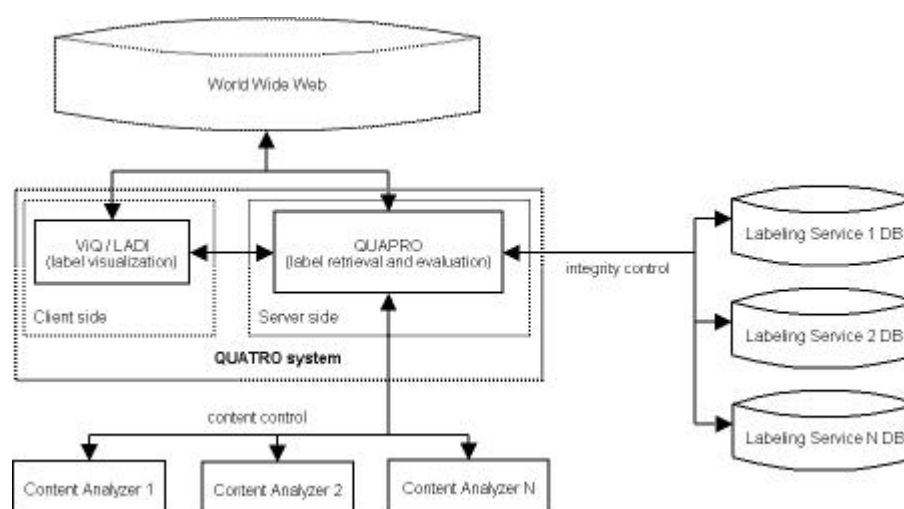 World Wide Web
ViQ / LADI
(label visualization)
QUAPRO
(label retrieval and evaluation)
Labeling Service 1 DB
integrity control
Client side
Server side
Labeling Service 2 DB
QUATRO system
content control
Labeling Service N DB
Content Analyzer 1
Content Analyzer 2
Content Analyzer N